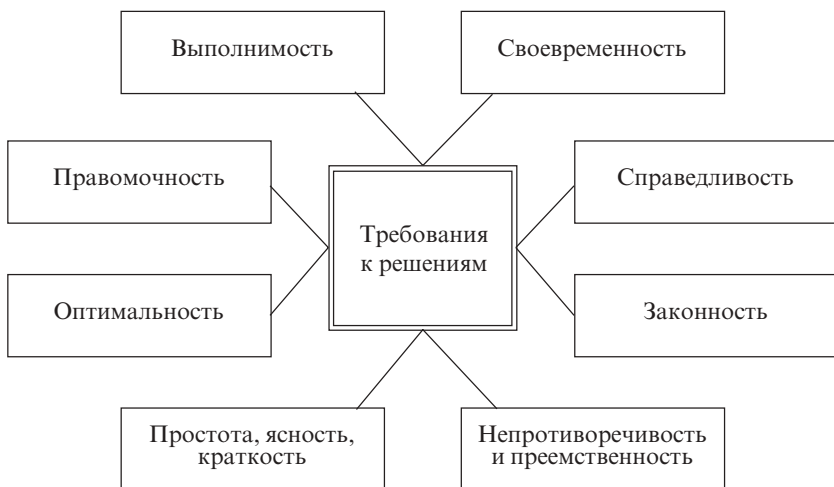 Выполнимость
Своевременность
Правомочность
Справедливость
Требования
к решениям
Оптимальность
Законность
Простота, ясность,
краткость
Непротиворечивость
и преемственность